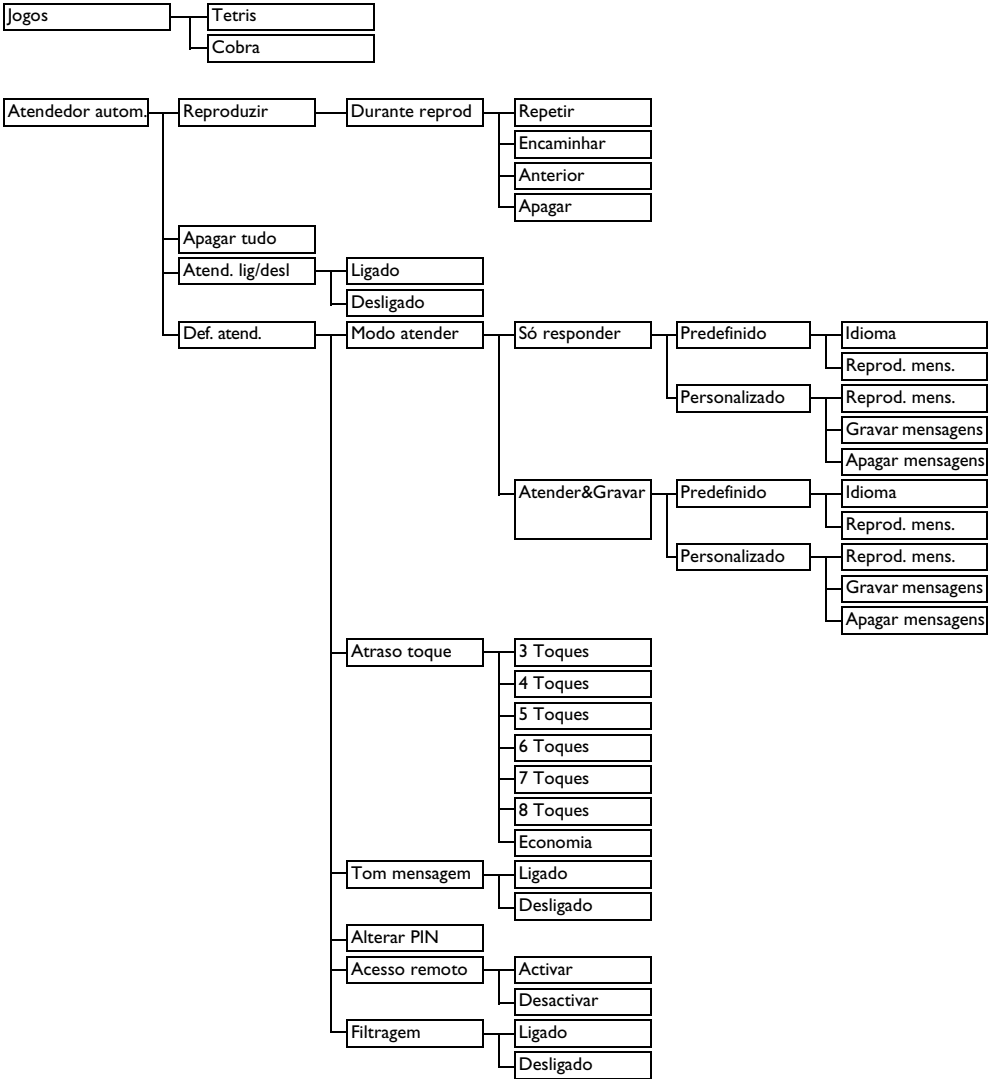 Jogos
Tetris
Cobra
Atendedor autom.
Reproduzir
Durante reprod
Repetir
Encaminhar
Anterior
Apagar
Apagar tudo
Atend. lig/desl
Ligado
Desligado
Def. atend.
Modo atender
Só responder
Predefinido
Idioma
Reprod. mens.
Personalizado
Reprod. mens.
Gravar mensagens
Apagar mensagens
Atender&Gravar
Predefinido
Idioma
Reprod. mens.
Personalizado
Reprod. mens.
Gravar mensagens
Apagar mensagens
Atraso toque
3 Toques
4 Toques
5 Toques
6 Toques
7 Toques
8 Toques
Economia
Tom mensagem
Ligado
Desligado
Alterar PIN
Acesso remoto
Activar
Desactivar
Filtragem
Ligado
Desligado